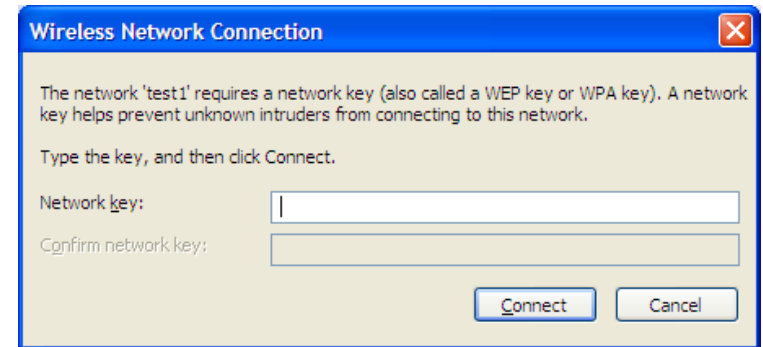 Wireless Network Connection
The network 'test1' requires a network key (also called a WEP key or WPA key). A network
key helps prevent unknown intruders from connecting to this network.
Type the key, and then click Connect.
Network key:
Confirm network key:
Connect Cancel